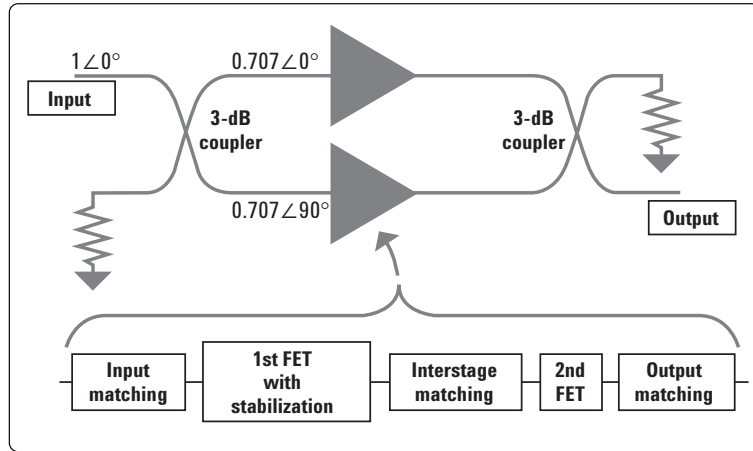 1∠0°
0.707∠0°
Input
3-dB
coupler
3-dB
coupler
0.707∠90°
Output
Input
matching
1st FET
with
stabilization
Interstage
matching
2nd
FET
Output
matching